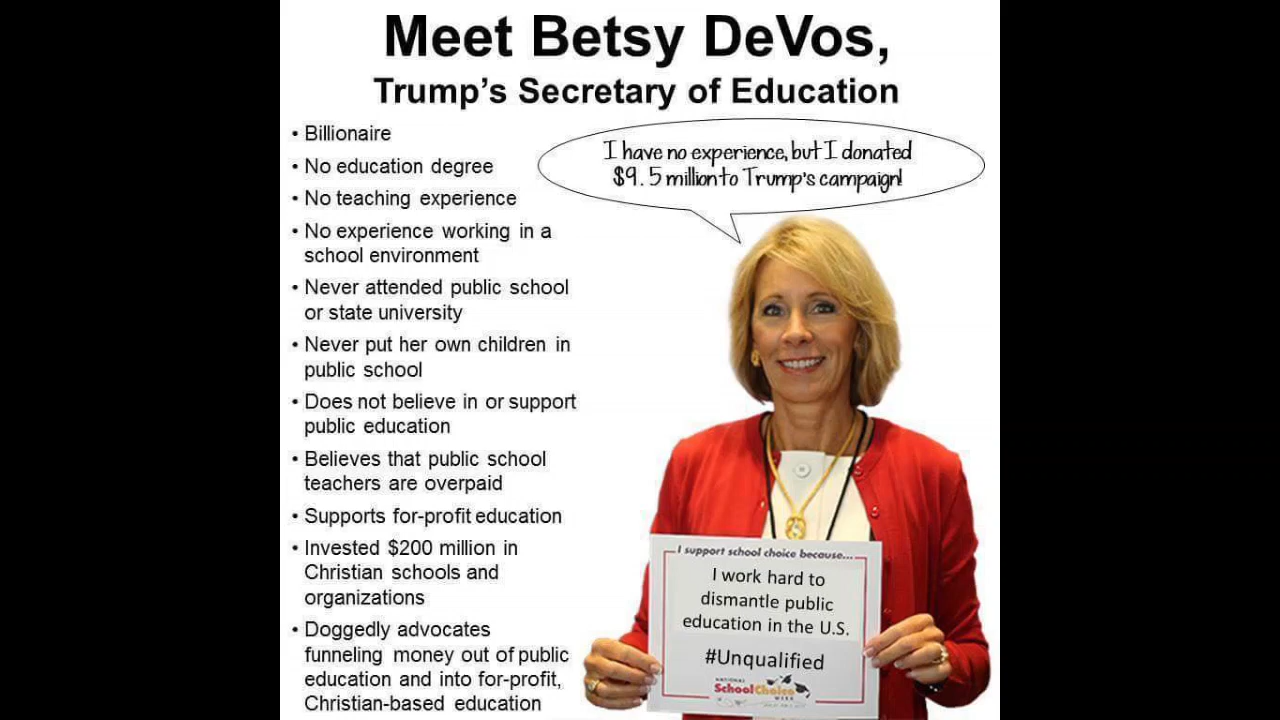 Meet Betsy DeVos,
Trump's Secretary of Education
• Billionaire
• No education degree
• No teaching experience
• No experience working in a
school environment
• Never attended public school
or state university
• Never put her own children in
public school
• Does not believe in or support
public education
• Believes that public school
teachers are overpaid
• Supports for-profit education
• Invested $200 million in
Christian schools and
organizations
• Doggedly advocates
funneling money out of public
education and into for-profit,
Christian-based education
I have no experience, but I donated
$9.5 million to Trump's campaign!
I support school choice because...
I work hard to
dismantle public
education in the U.S.
#Unqualified
NATIONAL
SchoolChoice
WEEK